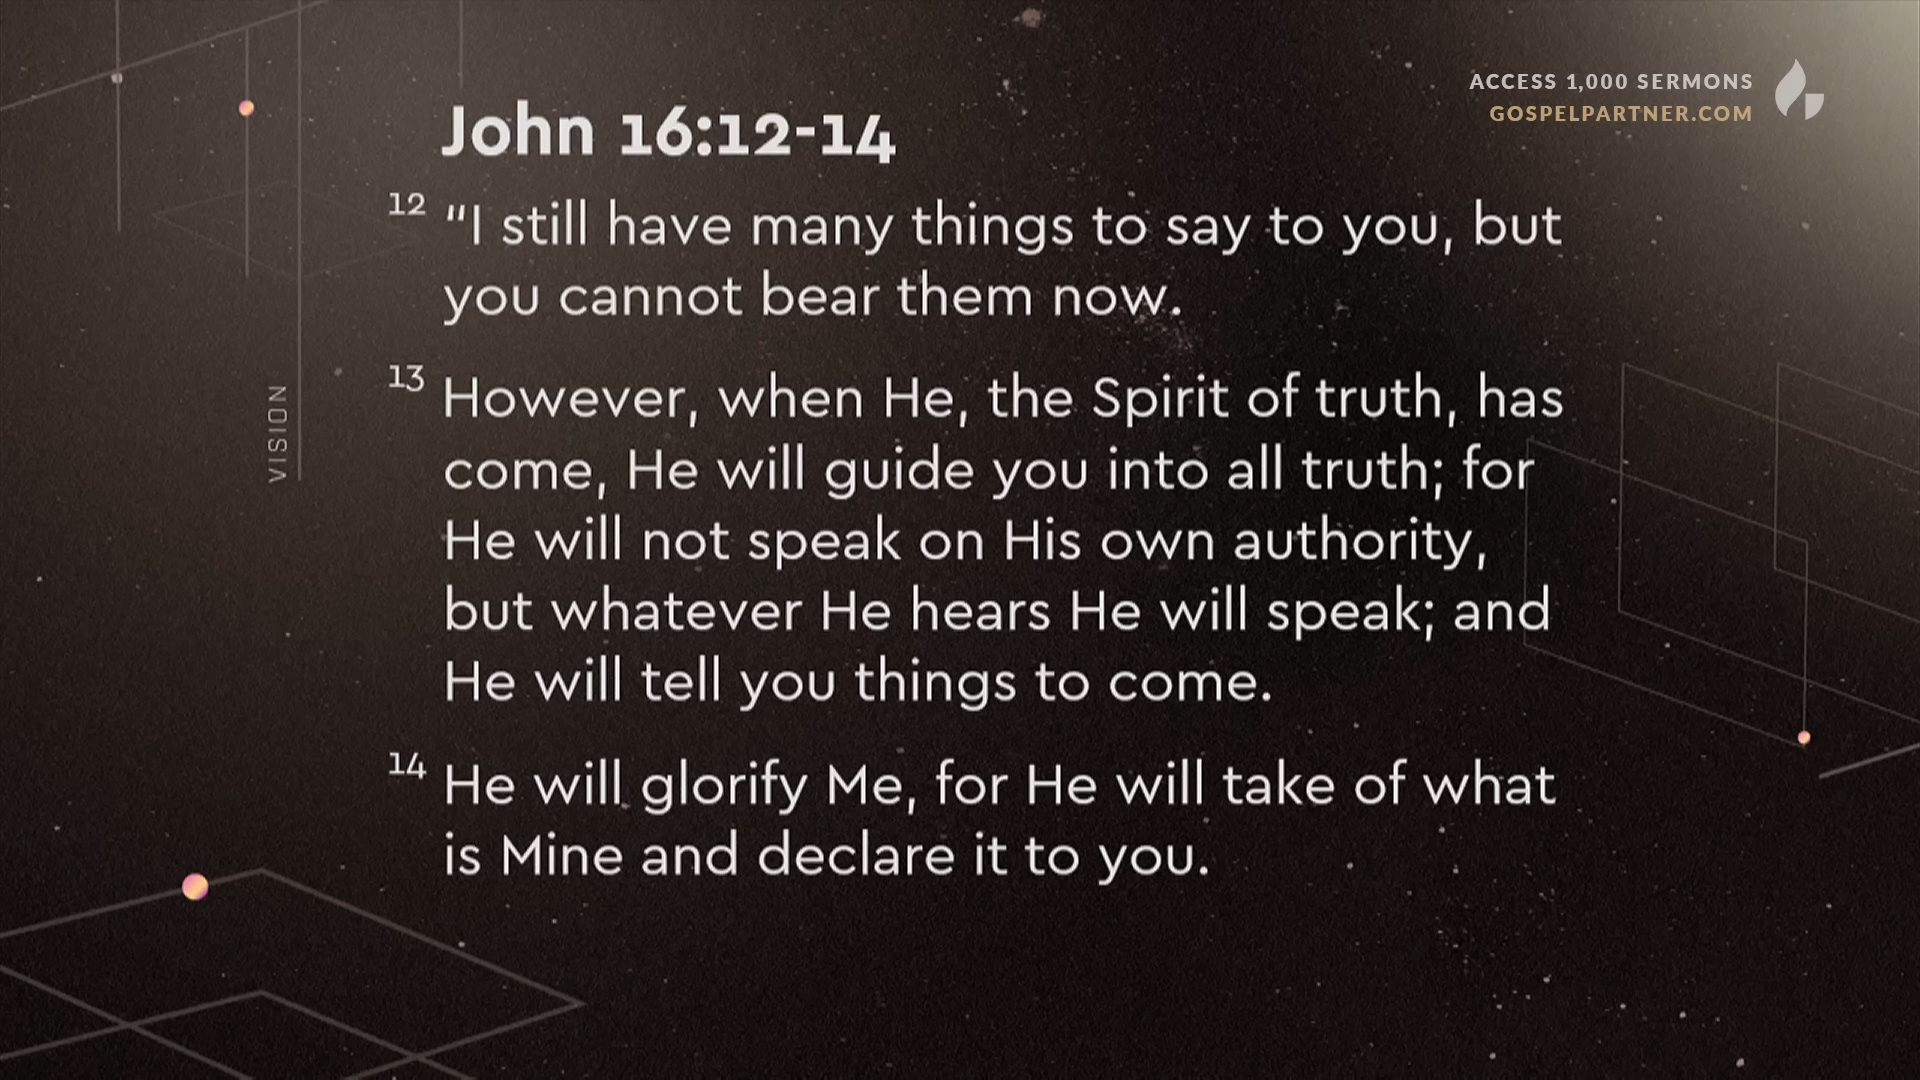 ACCESS 1,000 SERMONS
GOSPELPARTNER.COM
John 16:12-14
12 “I still have many things to say to you, but
you cannot bear them now.
13 However, when He, the Spirit of truth, has
come, He will guide you into all truth; for
He will not speak on His own authority,
but whatever He hears He will speak; and
He will tell you things to come.
14 He will glorify Me, for He will take of what
is Mine and declare it to you.
VISION